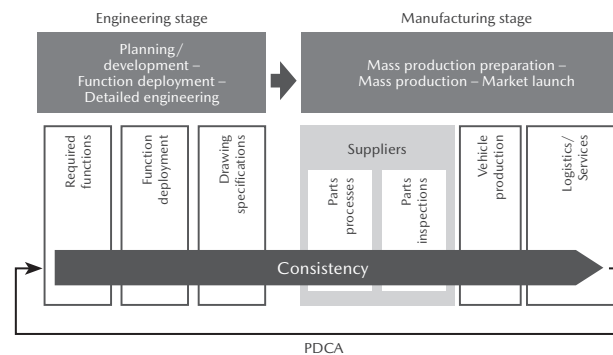 Engineering stage
Manufacturing stage
Planning/
development –
Function deployment –
Detailed engineering
Mass production preparation –
Mass production – Market launch
Required
functions
Function
deployment
Drawing
specifications
Suppliers
Parts
processes
Parts
inspections
Vehicle
production
Logistics/
Services
Consistency
PDCA